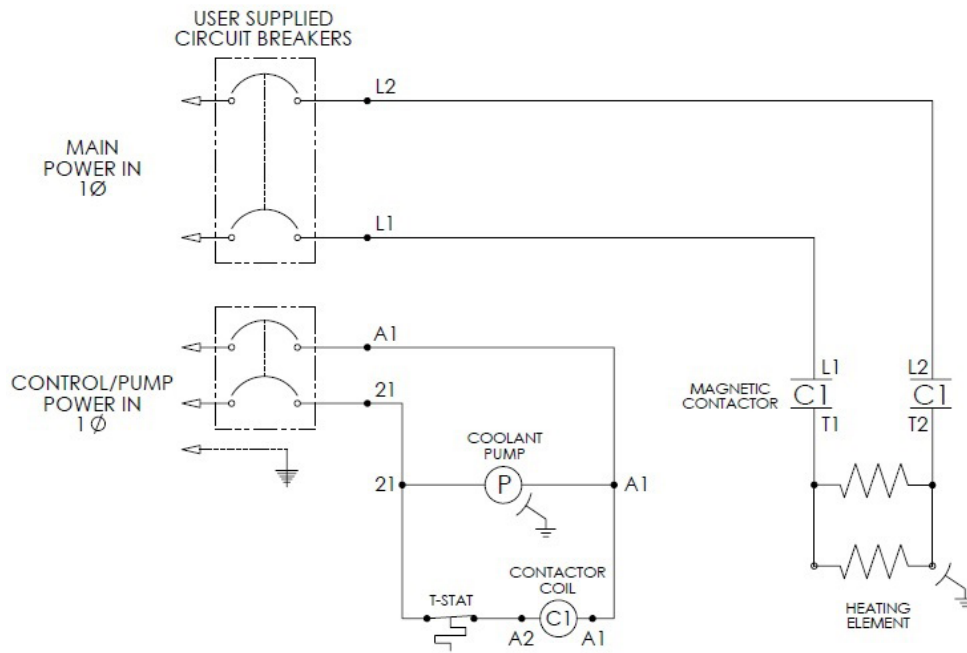 USER SUPPLIED
CIRCUIT BREAKERS
L2
MAIN
POWER IN
1Ø
L1
A1
CONTROL/PUMP
POWER IN
1Ø
21
MAGNETIC
CONTACTOR
L1
C1
T1
L2
C1
T2
COOLANT
PUMP
21
P
A1
CONTACTOR
COIL
T-STAT
C1
A2
A1
HEATING
ELEMENT